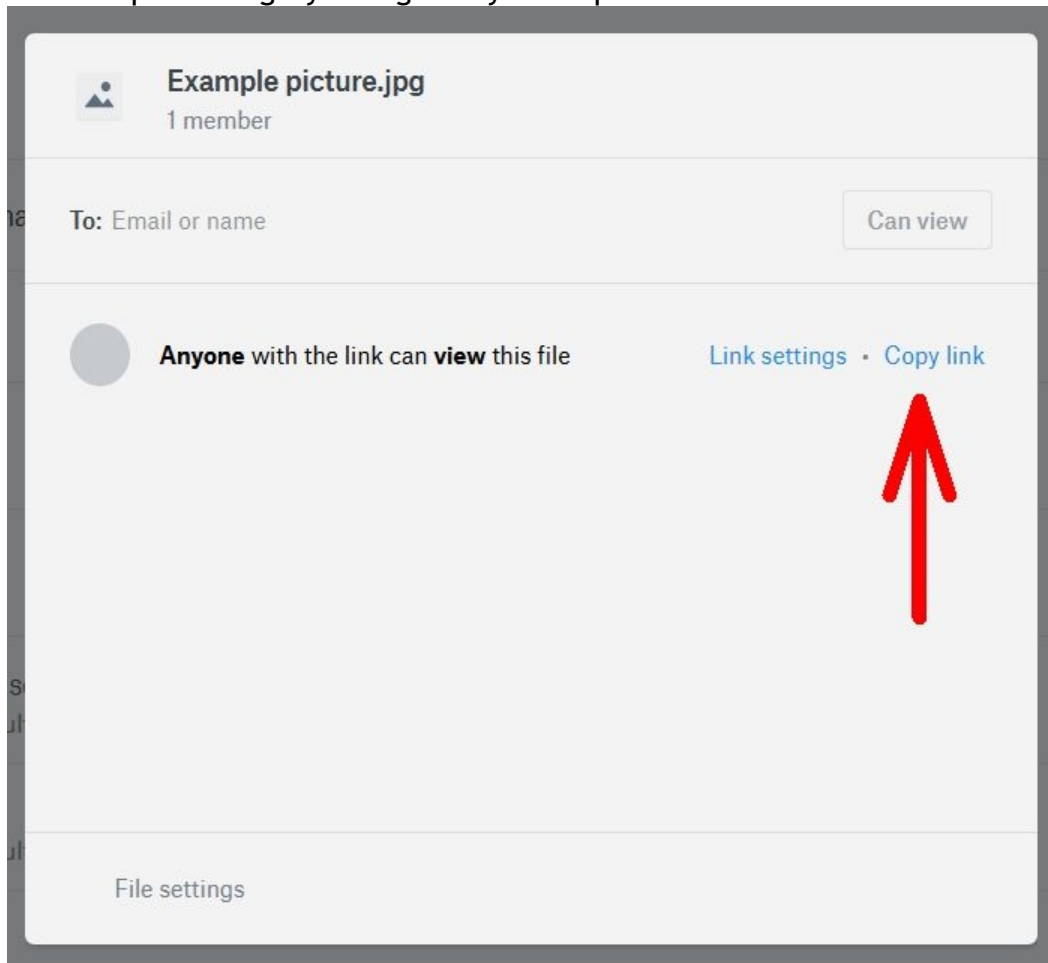 Example picture.jpg
1 member
To: Email or name Can view
Anyone with the link can view this file Link settings • Copy link
File settings